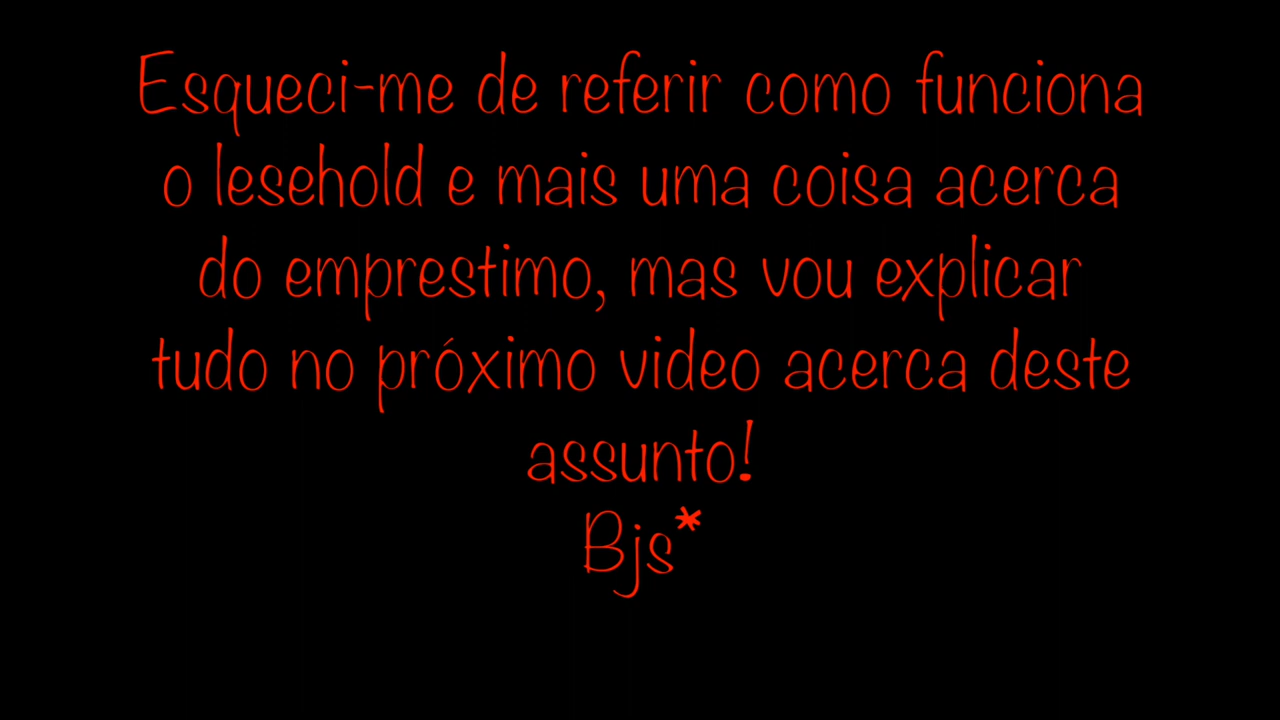 Esqueci-me de referir como funciona
o lesehold e mais uma coisa acerca
do emprestimo, mas vou explicar
tudo no próximo video acerca deste
assunto!
Bjs*